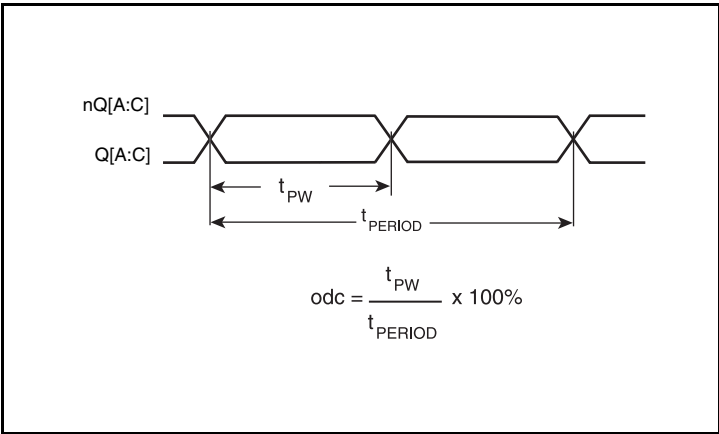 nQ[A:C]
Q[A:C]
tPW
tPERIOD
odc = tPW / tPERIOD x 100%